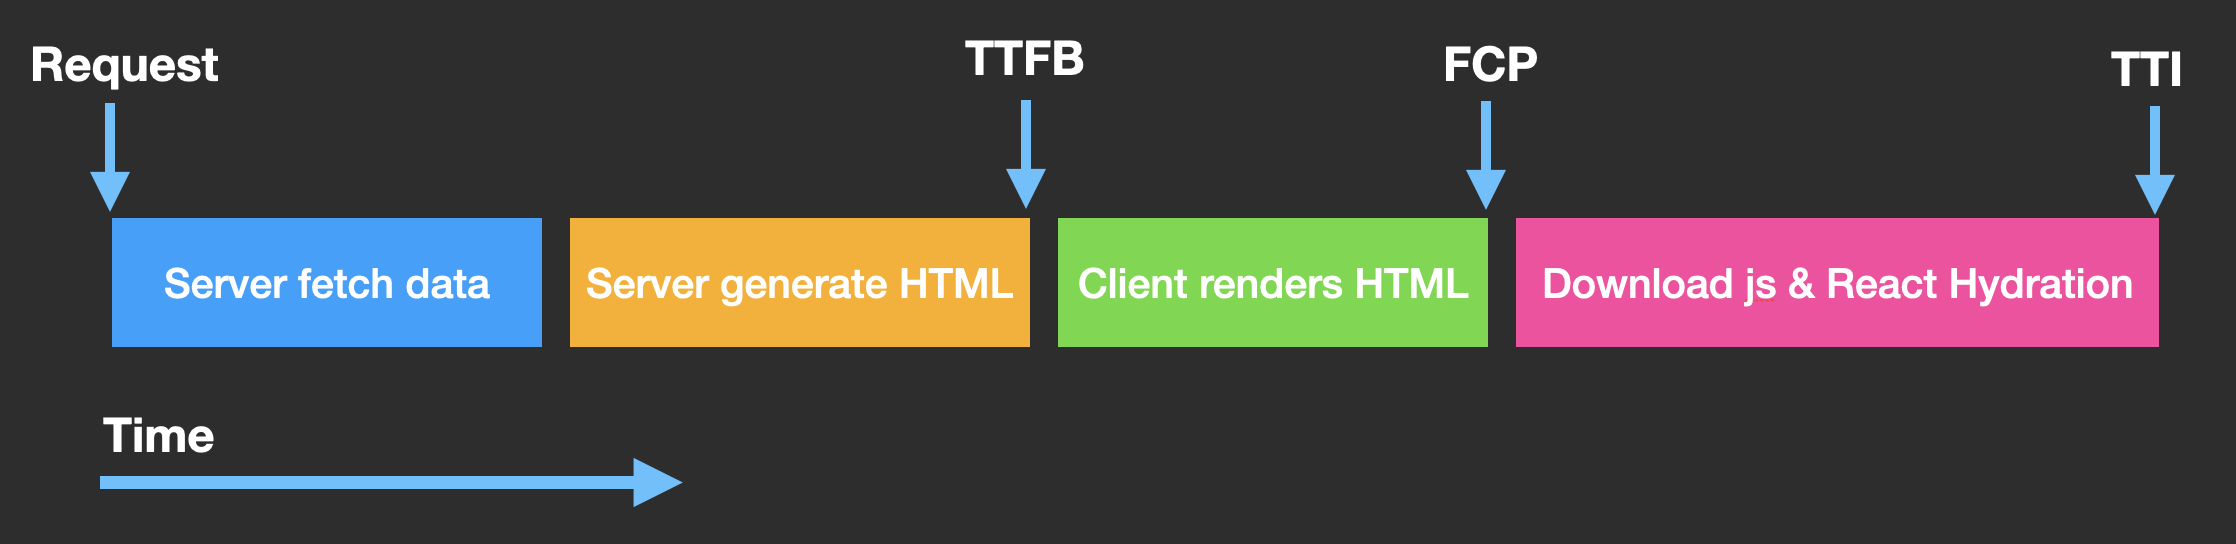 Request
TTFB
FCP
TTI
Server fetch data
Server generate HTML
Client renders HTML
Download js & React Hydration
Time